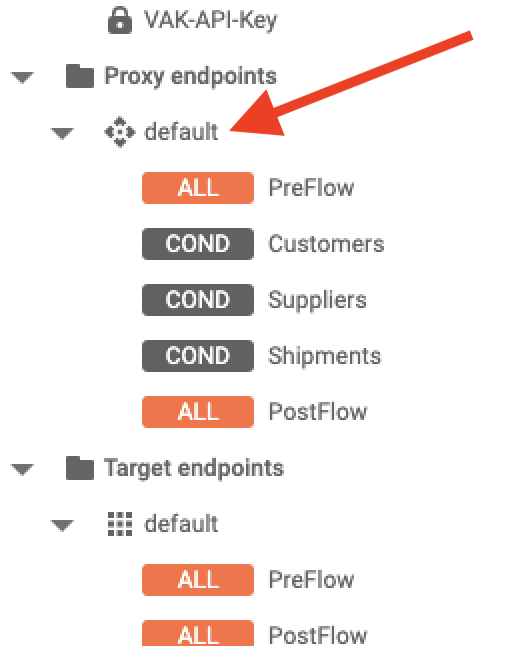 VAK-API-Key
Proxy endpoints
default
ALL PreFlow
COND Customers
COND Suppliers
COND Shipments
ALL PostFlow
Target endpoints
default
ALL PreFlow
ALL PostFlow